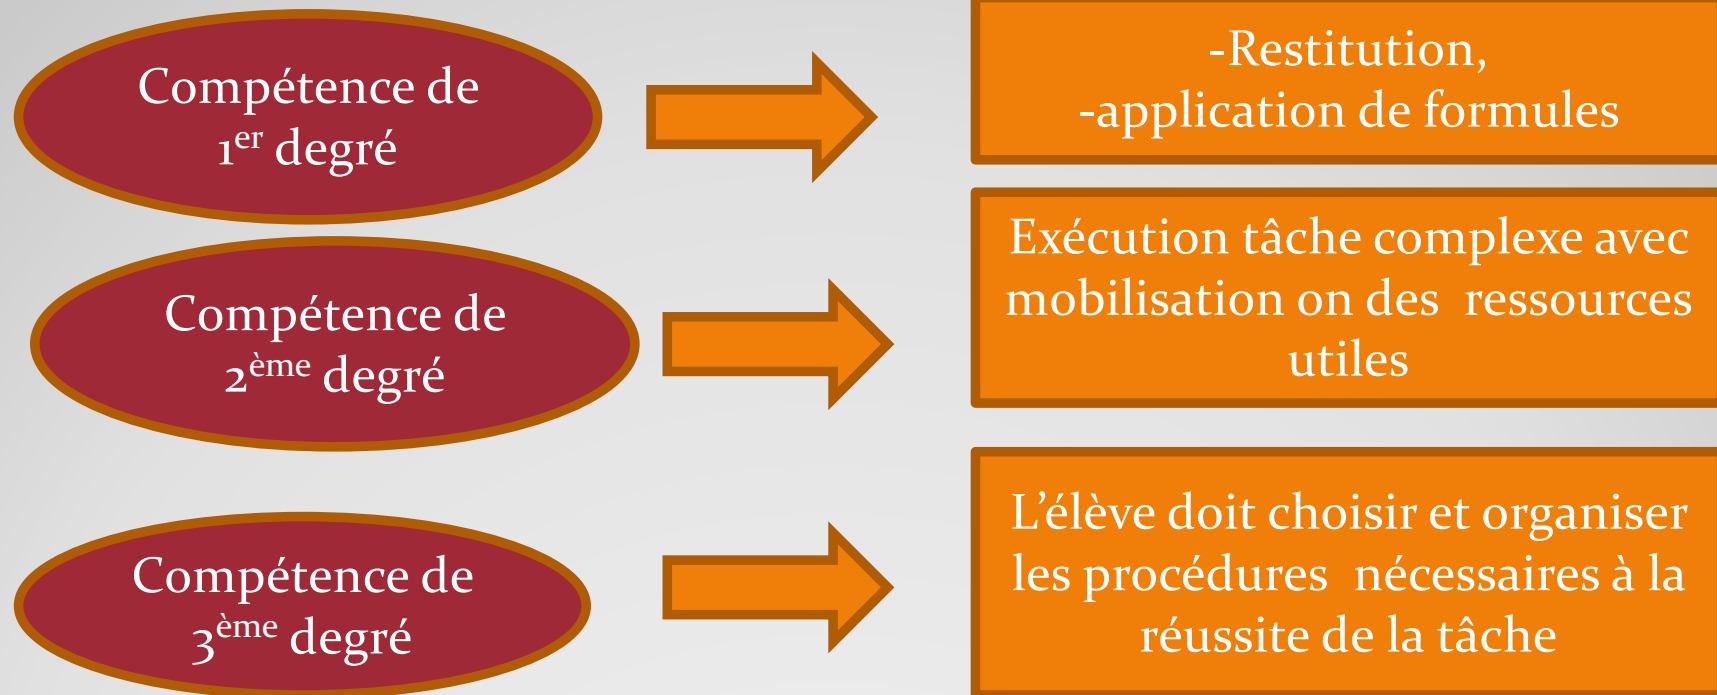 Compétence de
1er degré
-Restitution,
-application de formules
Compétence de
2ème degré
Exécution tâche complexe avec
mobilisation on des ressources
utiles
Compétence de
3ème degré
L’élève doit choisir et organiser
les procédures nécessaires à la
réussite de la tâche